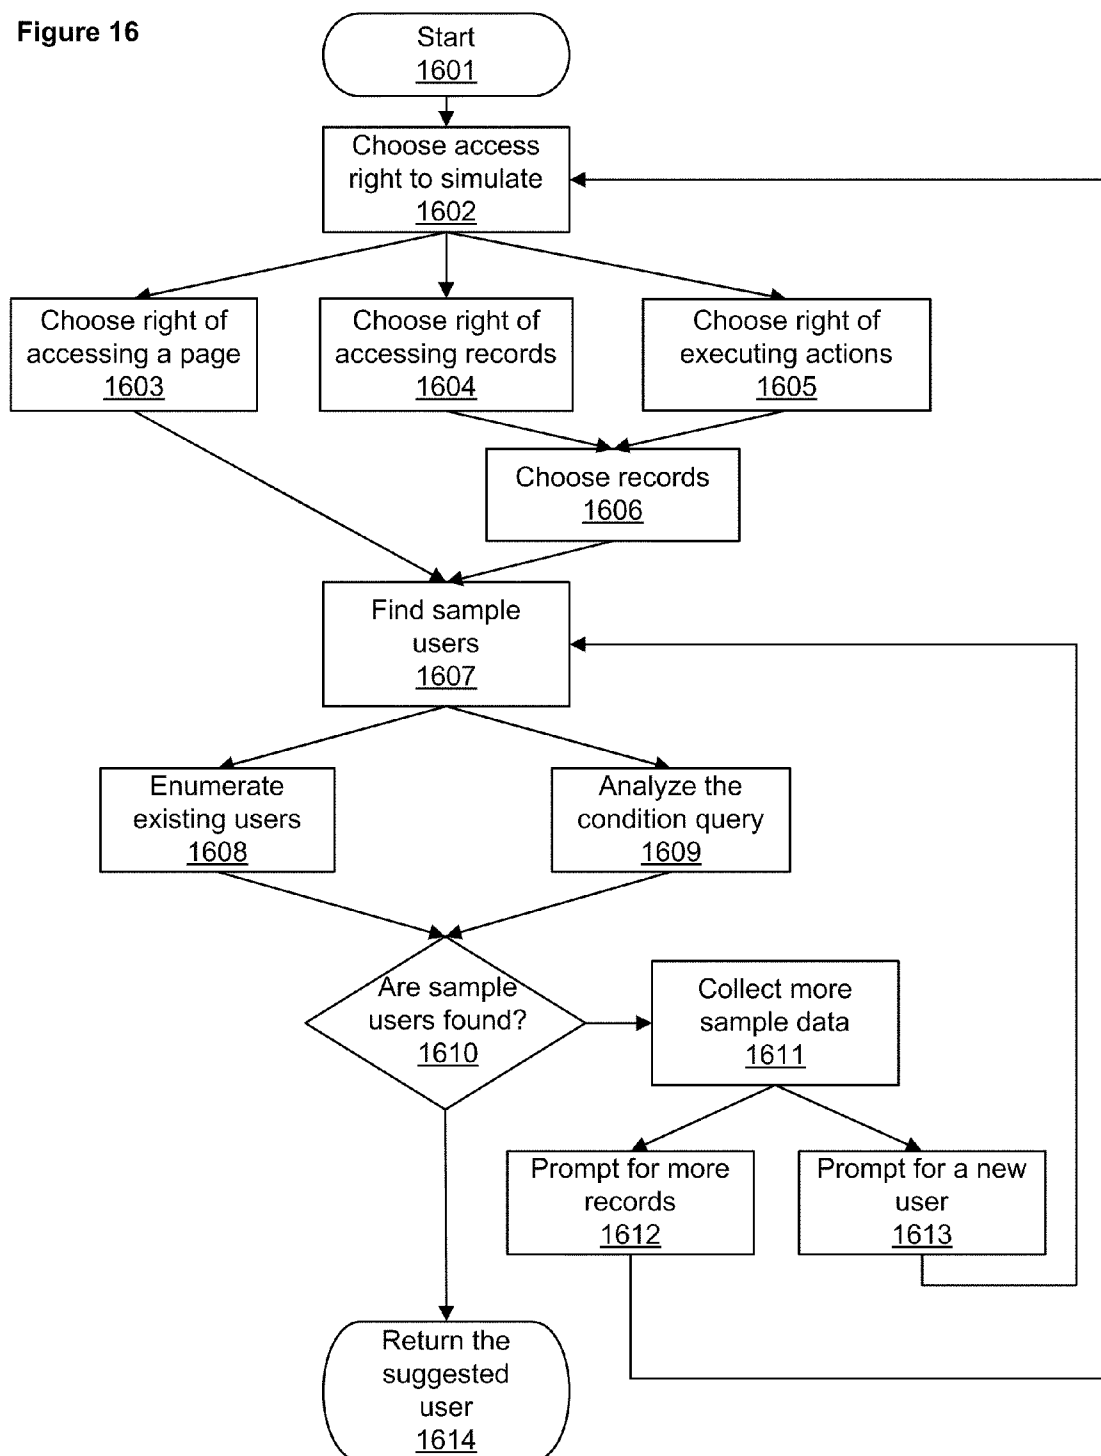 Figure 16
Start
1601
Choose access
right to simulate
1602
Choose right of
accessing a page
1603
Choose right of
accessing records
1604
Choose right of
executing actions
1605
Choose records
1606
Find sample
users
1607
Enumerate
existing users
1608
Analyze the
condition query
1609
Are sample
users found?
1610
Collect more
sample data
1611
Prompt for more
records
1612
Prompt for a new
user
1613
Return the
suggested
user
1614